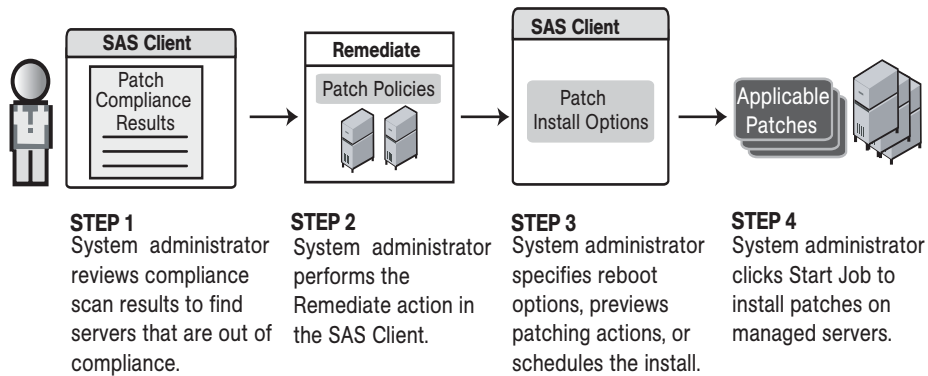 SAS Client
Patch
Compliance
Results
Remediate
Patch Policies
SAS Client
Patch
Install Options
Applicable
Patches
STEP 1
System administrator
reviews compliance
scan results to find
servers that are out of
compliance.
STEP 2
System administrator
performs the
Remediate action in
the SAS Client.
STEP 3
System administrator
specifies reboot
options, previews
patching actions, or
schedules the install.
STEP 4
System administrator
clicks Start Job to
install patches on
managed servers.